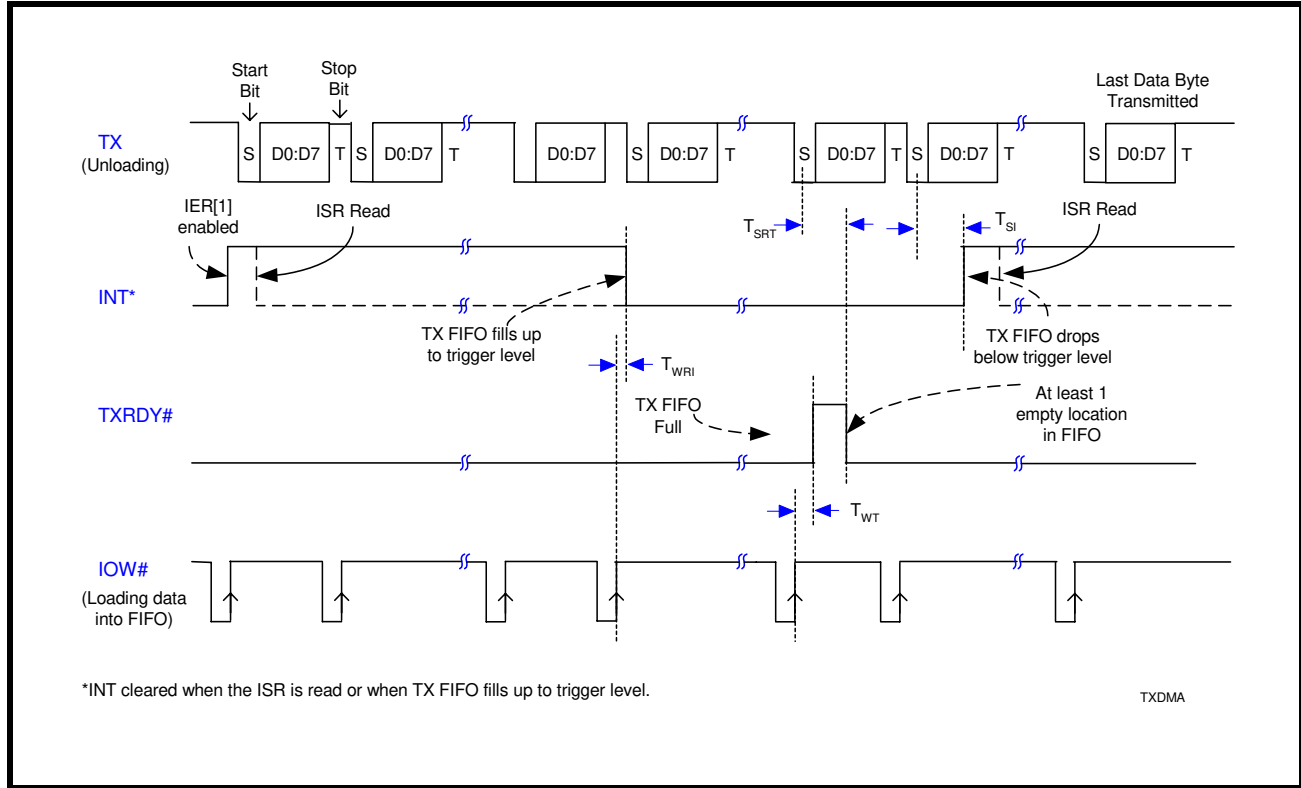 Start
Bit
Stop
Bit
Last Data Byte
Transmitted
TX
(Unloading)
S D0:D7 T S D0:D7 T D0:D7 S D0:D7 T S D0:D7 T S D0:D7 T S D0:D7 T
IER[1]
enabled
ISR Read
TSRT
TSI
ISR Read
INT*
TX FIFO fills up
to trigger level
TX FIFO drops
below trigger level
TWRI
TXRDY#
TX FIFO
Full
At least 1
empty location
in FIFO
TWT
IOW#
(Loading data
into FIFO)
*INT cleared when the ISR is read or when TX FIFO fills up to trigger level.
TXDMA